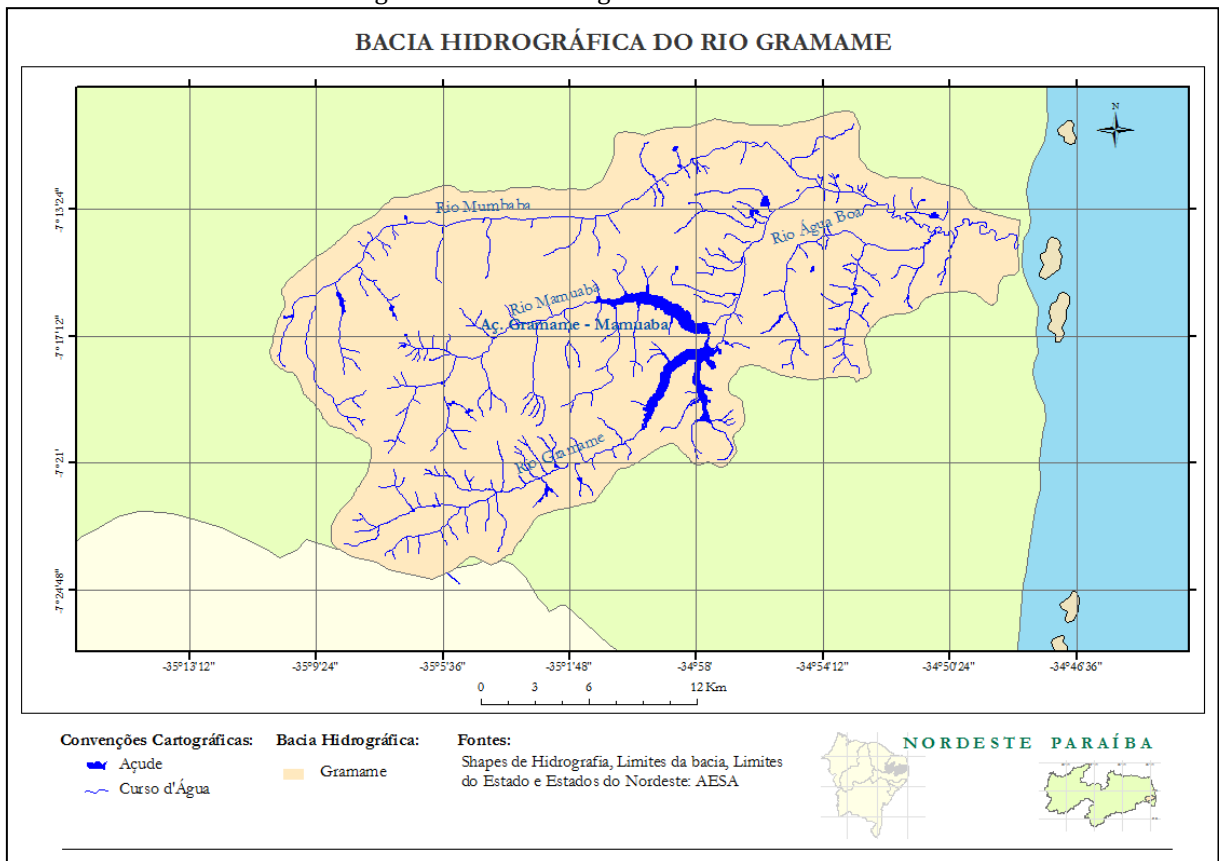 BACIA HIDROGRÁFICA DO RIO GRAMAME
N
Rio Mumbaba
Rio Água Boa
Rio Mamuaba
Aç. Gramame - Mamuaba
Rio Gramame
-7°13'24"
-7°17'12"
-7°21'
-7°24'48"
-35°13'12"
-35°9'24"
-35°5'36"
-35°1'48"
-34°58'
-34°54'12"
-34°50'24"
-34°46'36"
0 3 6 12 Km
Convenções Cartográficas:
Açude
Curso d'Água
Bacia Hidrográfica:
Gramame
Fontes:
Shapes de Hidrografia, Limites da bacia, Limites
do Estado e Estados do Nordeste: AESA
NORDESTE PARAÍBA